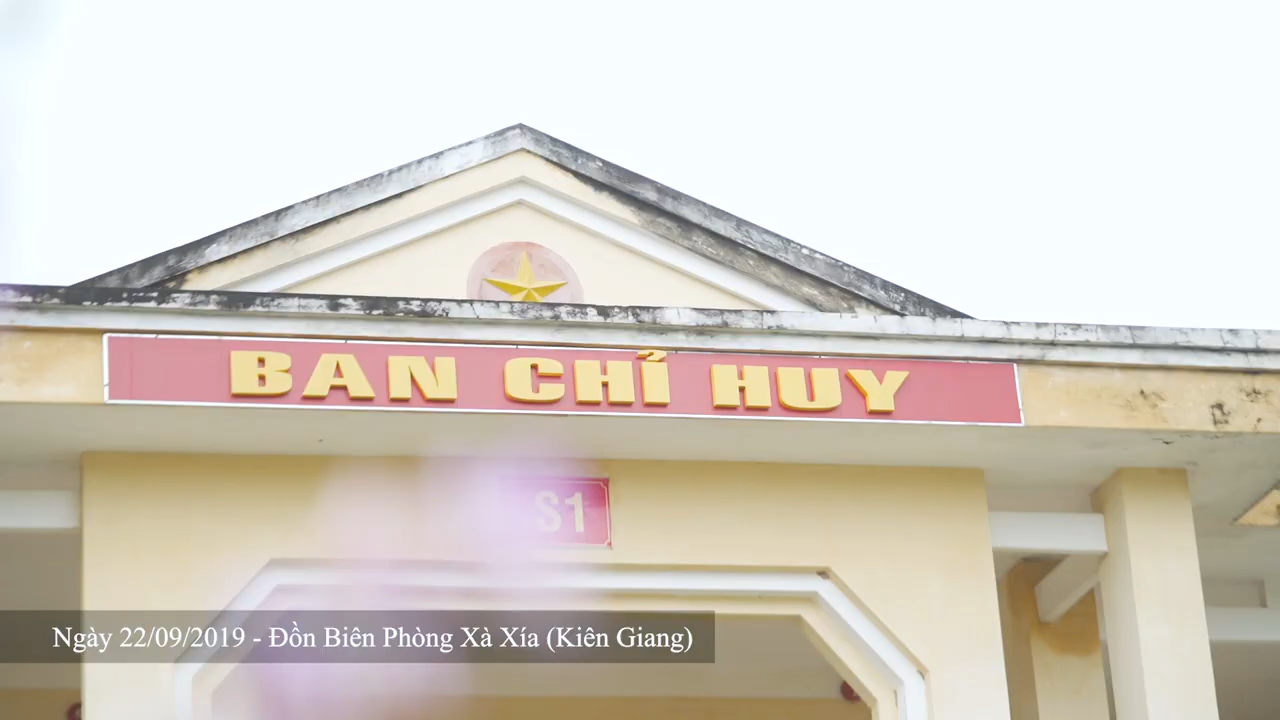 BAN CHỈ HUY
S1
Ngày 22/09/2019 - Đồn Biên Phòng Xà Xía (Kiên Giang)